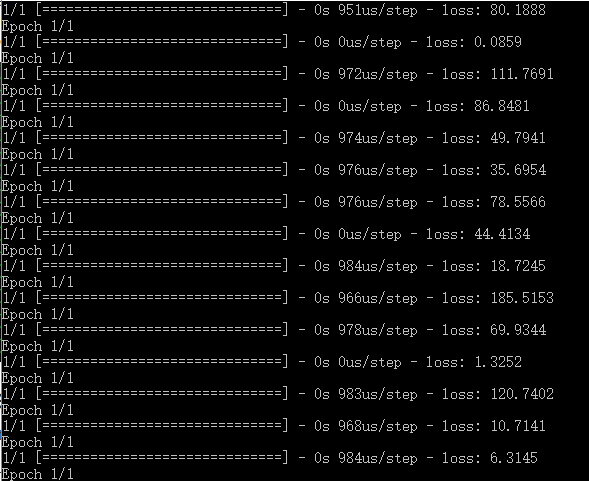 1/1 [==============================] - 0s 951us/step - loss: 80.1888
Epoch 1/1
1/1 [==============================] - 0s 0us/step - loss: 0.0859
Epoch 1/1
1/1 [==============================] - 0s 972us/step - loss: 111.7691
Epoch 1/1
1/1 [==============================] - 0s 0us/step - loss: 86.8481
Epoch 1/1
1/1 [==============================] - 0s 974us/step - loss: 49.7941
Epoch 1/1
1/1 [==============================] - 0s 976us/step - loss: 35.6954
Epoch 1/1
1/1 [==============================] - 0s 976us/step - loss: 78.5566
Epoch 1/1
1/1 [==============================] - 0s 0us/step - loss: 44.4134
Epoch 1/1
1/1 [==============================] - 0s 984us/step - loss: 18.7245
Epoch 1/1
1/1 [==============================] - 0s 966us/step - loss: 185.5153
Epoch 1/1
1/1 [==============================] - 0s 978us/step - loss: 69.9344
Epoch 1/1
1/1 [==============================] - 0s 0us/step - loss: 1.3252
Epoch 1/1
1/1 [==============================] - 0s 983us/step - loss: 120.7402
Epoch 1/1
1/1 [==============================] - 0s 968us/step - loss: 10.7141
Epoch 1/1
1/1 [==============================] - 0s 984us/step - loss: 6.3145
Epoch 1/1